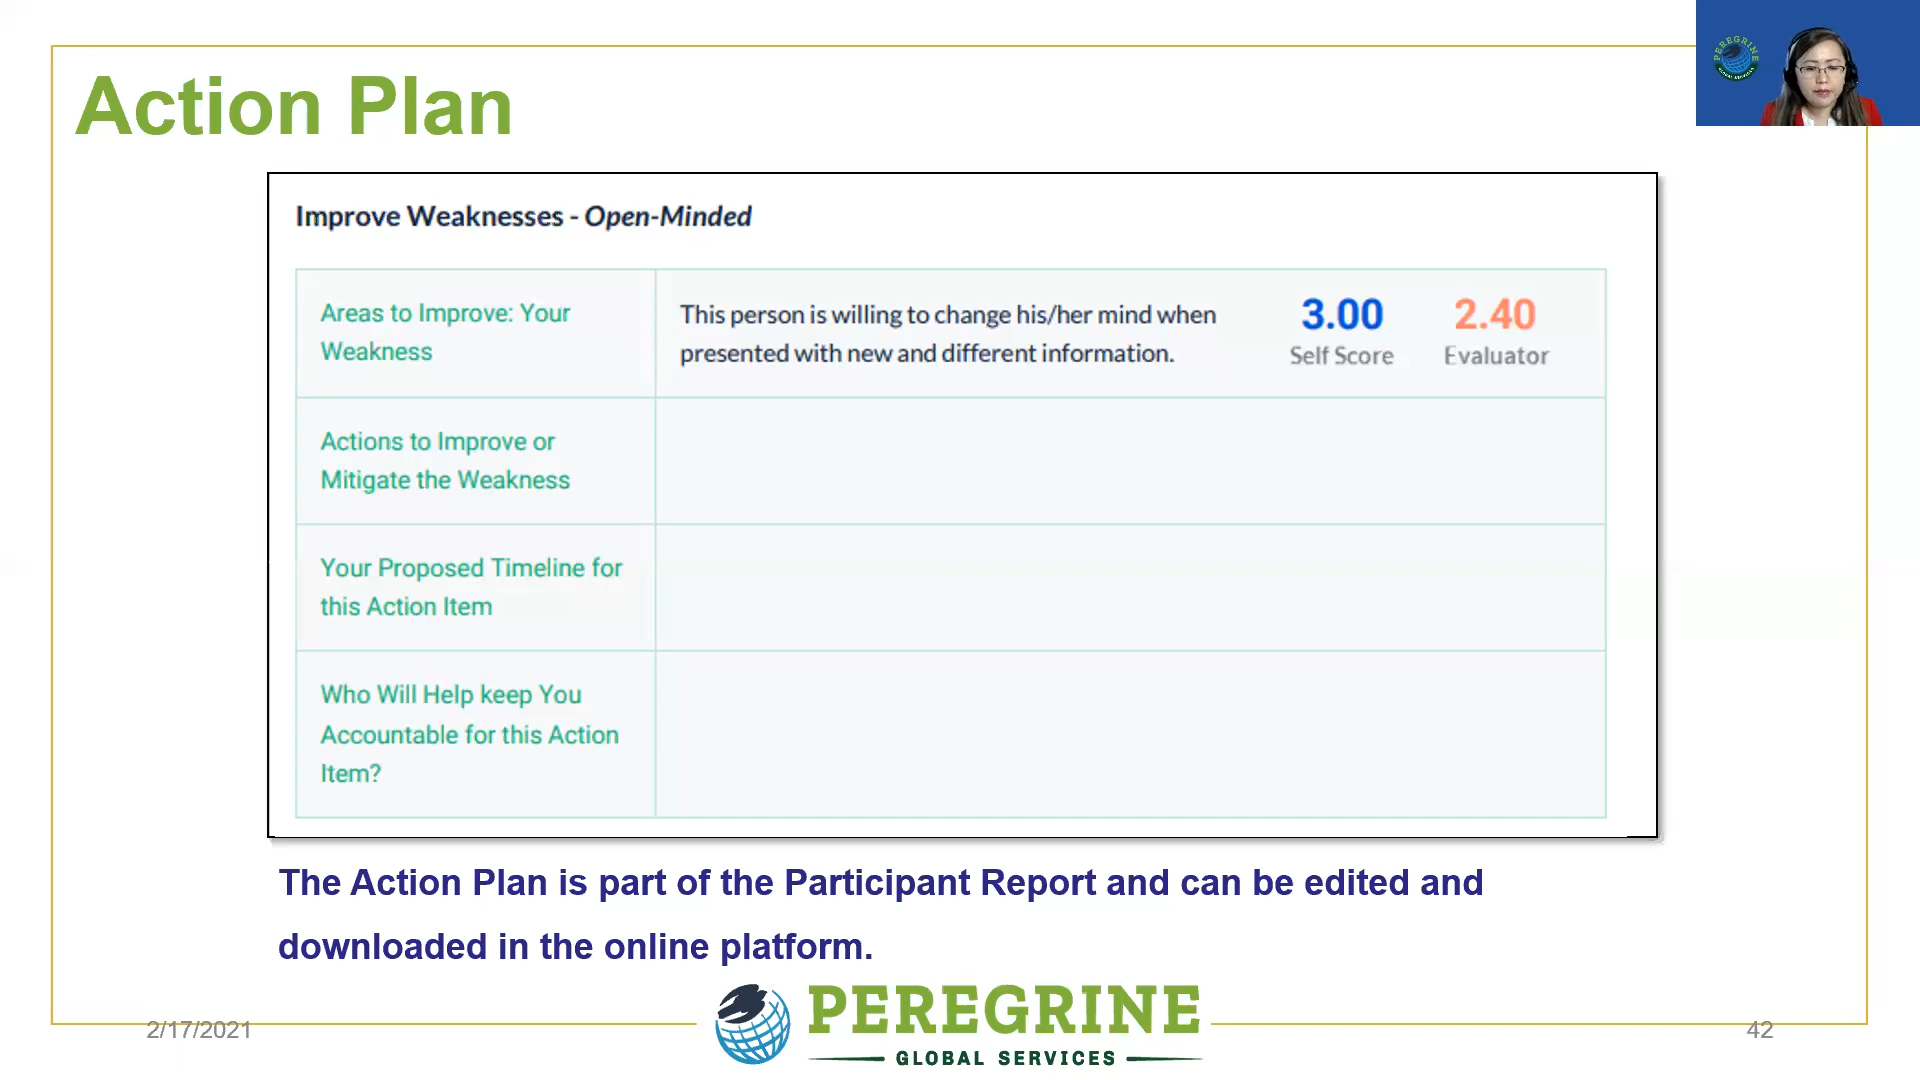 Action Plan
PEREGRINE
GLOBAL SERVICES
Improve Weaknesses - Open-Minded
Areas to Improve: Your
Weakness
This person is willing to change his/her mind when
presented with new and different information.
3.00
Self Score
2.40
Evaluator
Actions to Improve or
Mitigate the Weakness
Your Proposed Timeline for
this Action Item
Who Will Help keep You
Accountable for this Action
Item?
The Action Plan is part of the Participant Report and can be edited and
downloaded in the online platform.
2/17/2021
PEREGRINE
GLOBAL SERVICES
42